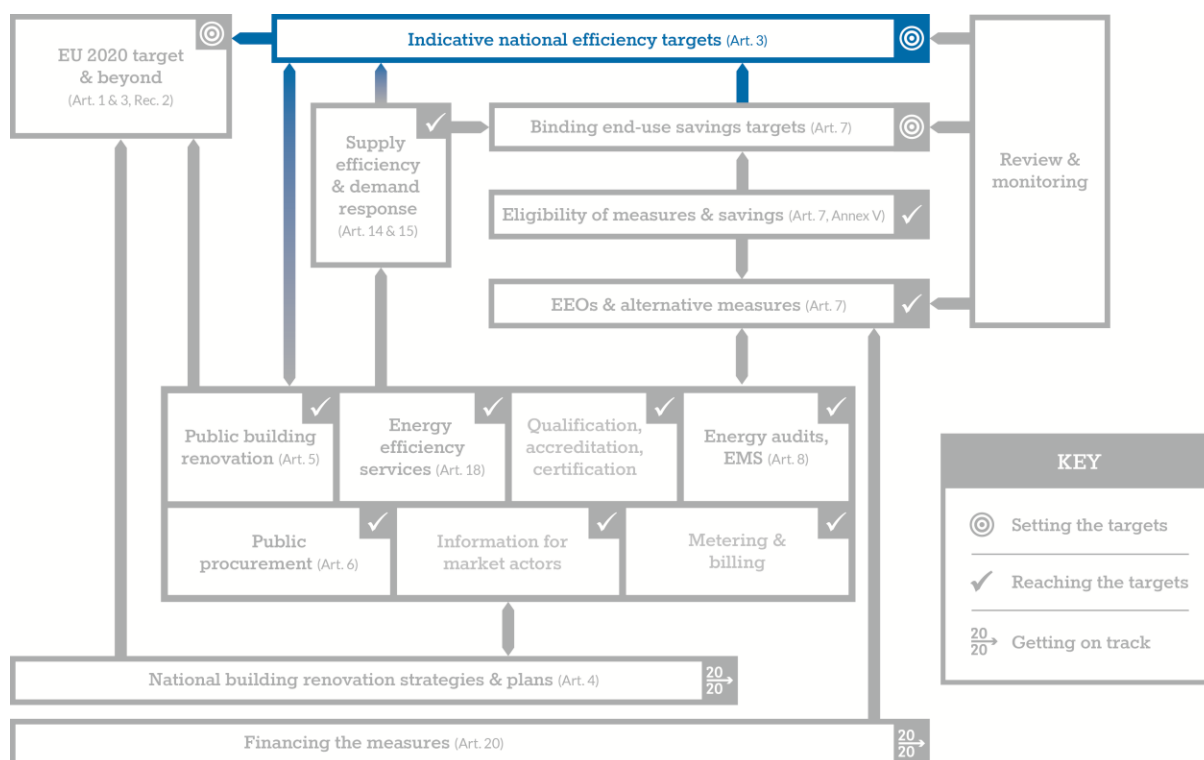 EU 2020 target
& beyond
(Art. 1 & 3, Rec. 2)
Indicative national efficiency targets (Art. 3)
Supply
efficiency
& demand
response
(Art. 14 & 15)
Binding end-use savings targets (Art. 7)
Review &
monitoring
Eligibility of measures & savings (Art. 7, Annex V)
EEOs & alternative measures (Art. 7)
Public building
renovation (Art. 5)
Energy
efficiency
services (Art. 18)
Qualification,
accreditation,
certification
Energy audits,
EMS (Art. 8)
Public
procurement (Art. 6)
Information for
market actors
Metering &
billing
National building renovation strategies & plans (Art. 4)
20
20
Financing the measures (Art. 20)
20
20
KEY
Setting the targets
Reaching the targets
20
20
Getting on track